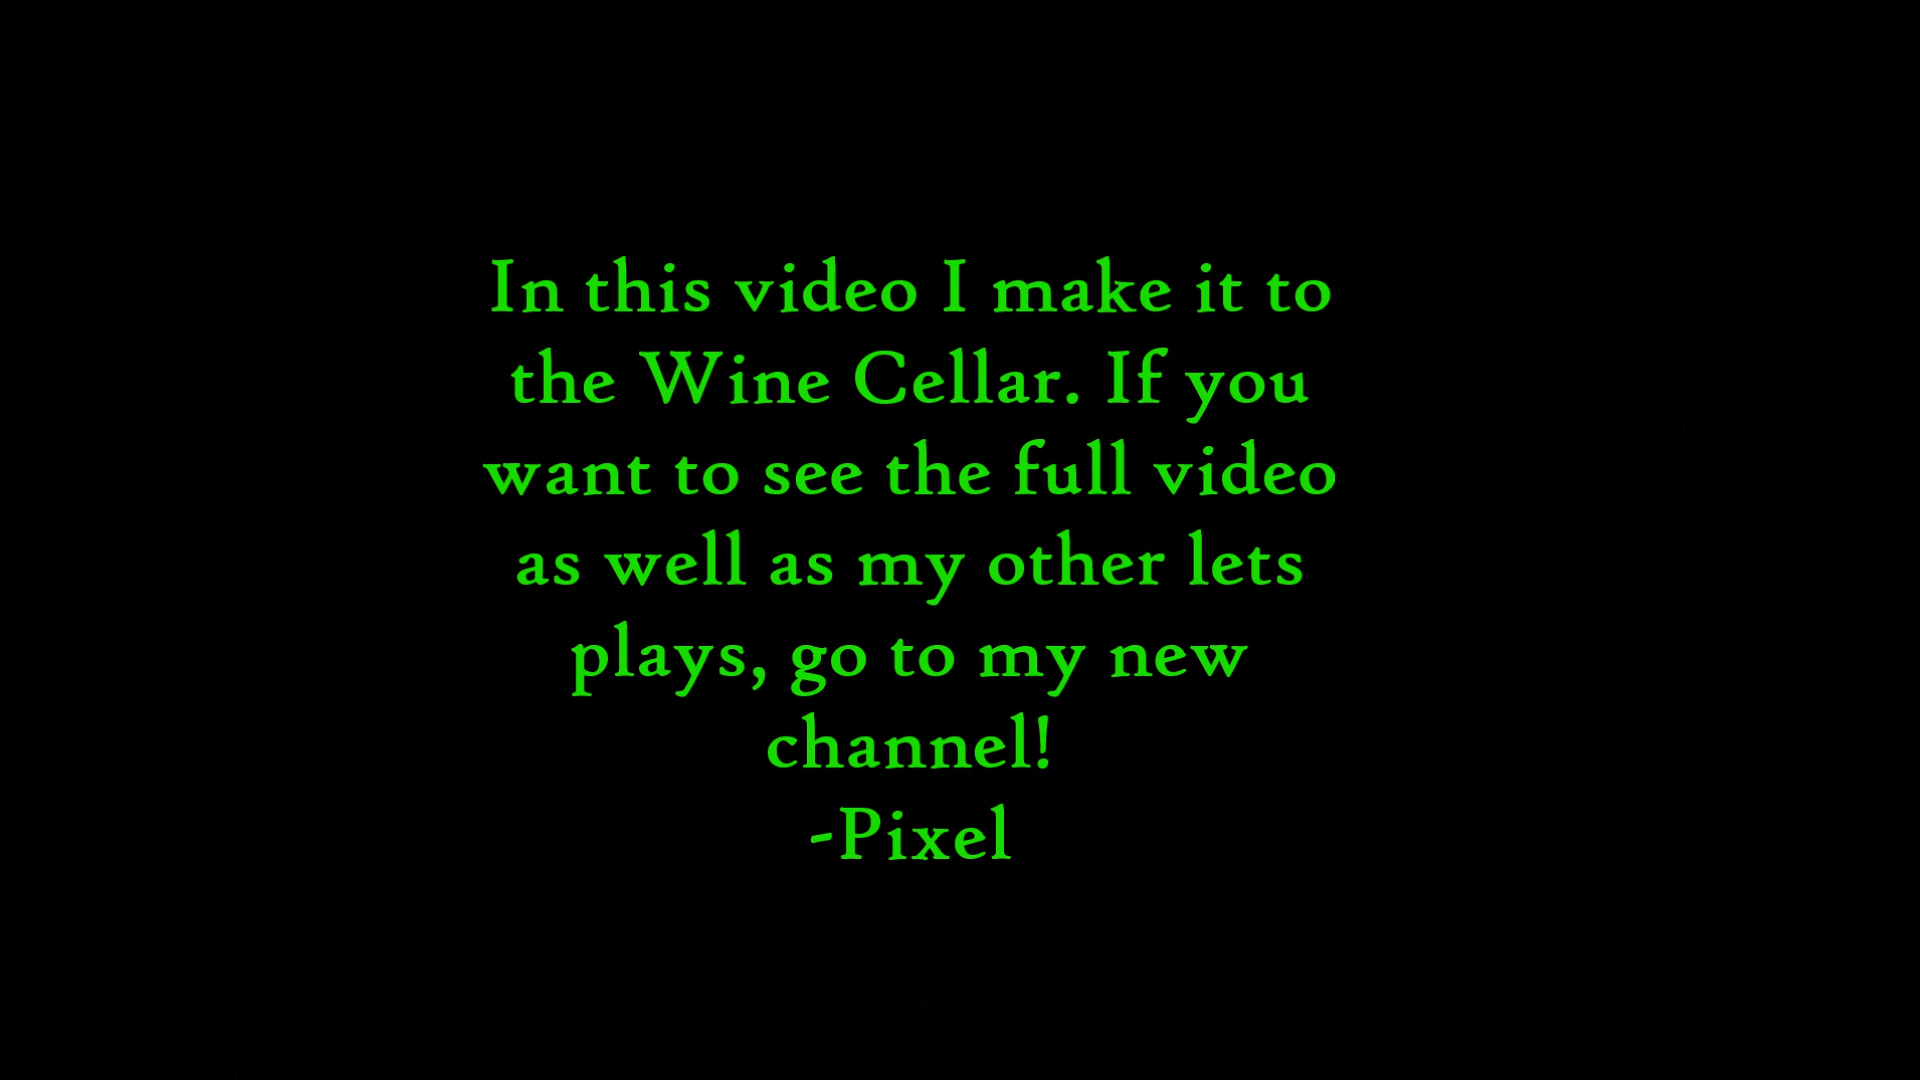 In this video I make it to
the Wine Cellar. If you
want to see the full video
as well as my other lets
plays, go to my new
channel!
-Pixel